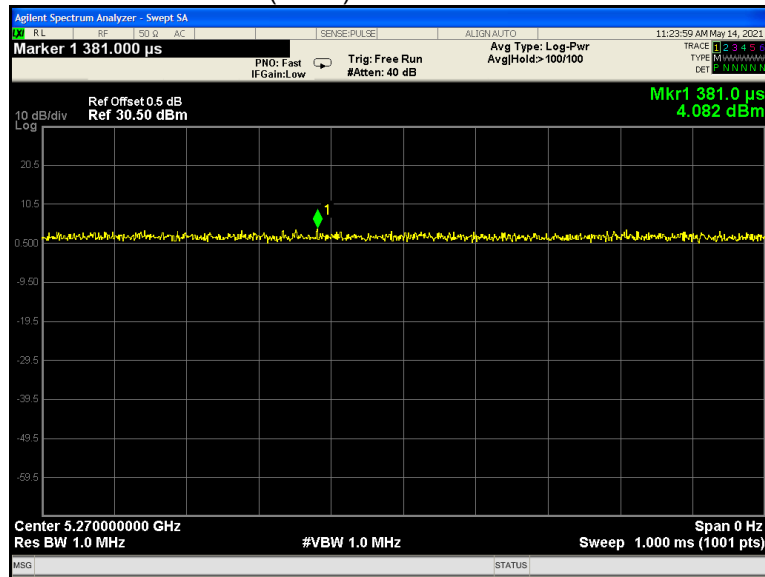 Agilent Spectrum Analyzer - Swept SA
LXI RL RF 50 Ω AC SENSE:PULSE ALIGN AUTO 11:23:59 AM May 14, 2021
Marker 1 381.000 µs
PNO: Fast
IFGain:Low
Trig: Free Run
#Atten: 40 dB
Avg Type: Log-Pwr
Avg|Hold:>100/100
TRACE 1 2 3 4 5 6
TYPE M
DET P N N N N N
Mkr1 381.0 µs
4.082 dBm
Ref Offset 0.5 dB
10 dB/div Ref 30.50 dBm
Log
20.5
10.5
1
0.500
-9.50
-19.5
-29.5
-39.5
-49.5
-59.5
Center 5.270000000 GHz Span 0 Hz
Res BW 1.0 MHz #VBW 1.0 MHz Sweep 1.000 ms (1001 pts)
MSG STATUS